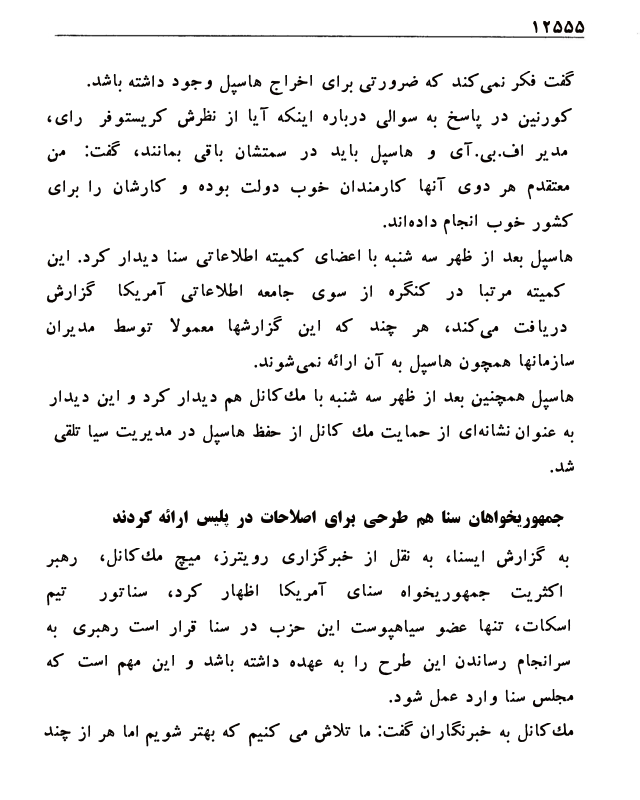 ۱۲۵۵۵
گفت فکر نمی‌کند که ضرورتی برای اخراج هاسپل وجود داشته باشد.
کورنین در پاسخ به سوالی درباره اینکه آیا از نظرش کریستوفر رای،
مدیر اف.بی.آی و هاسپل باید در سمتشان باقی بمانند، گفت: من
معتقدم هر دوی آنها کارمندان خوب دولت بوده و کارشان را برای
کشور خوب انجام داده‌اند.
هاسپل بعد از ظهر سه شنبه با اعضای کمیته اطلاعاتی سنا دیدار کرد. این
کمیته مرتبا در کنگره از سوی جامعه اطلاعاتی آمریکا گزارش
دریافت می‌کند، هر چند که این گزارشها معمولا توسط مدیران
سازمانها همچون هاسپل به آن ارائه نمی‌شوند.
هاسپل همچنین بعد از ظهر سه شنبه با مك‌کانل هم دیدار کرد و این دیدار
به عنوان نشانه‌ای از حمایت مك کانل از حفظ هاسپل در مدیریت سیا تلقی
شد.
جمهوریخواهان سنا هم طرحی برای اصلاحات در پلیس ارائه کردند
به گزارش ایسنا، به نقل از خبرگزاری رویترز، میچ مك‌کانل، رهبر
اکثریت جمهوریخواه سنای آمریکا اظهار کرد، سناتور تیم
اسکات، تنها عضو سیاهپوست این حزب در سنا قرار است رهبری به
سرانجام رساندن این طرح را به عهده داشته باشد و این مهم است که
مجلس سنا وارد عمل شود.
مك‌کانل به خبرنگاران گفت: ما تلاش می کنیم که بهتر شویم اما هر از چند